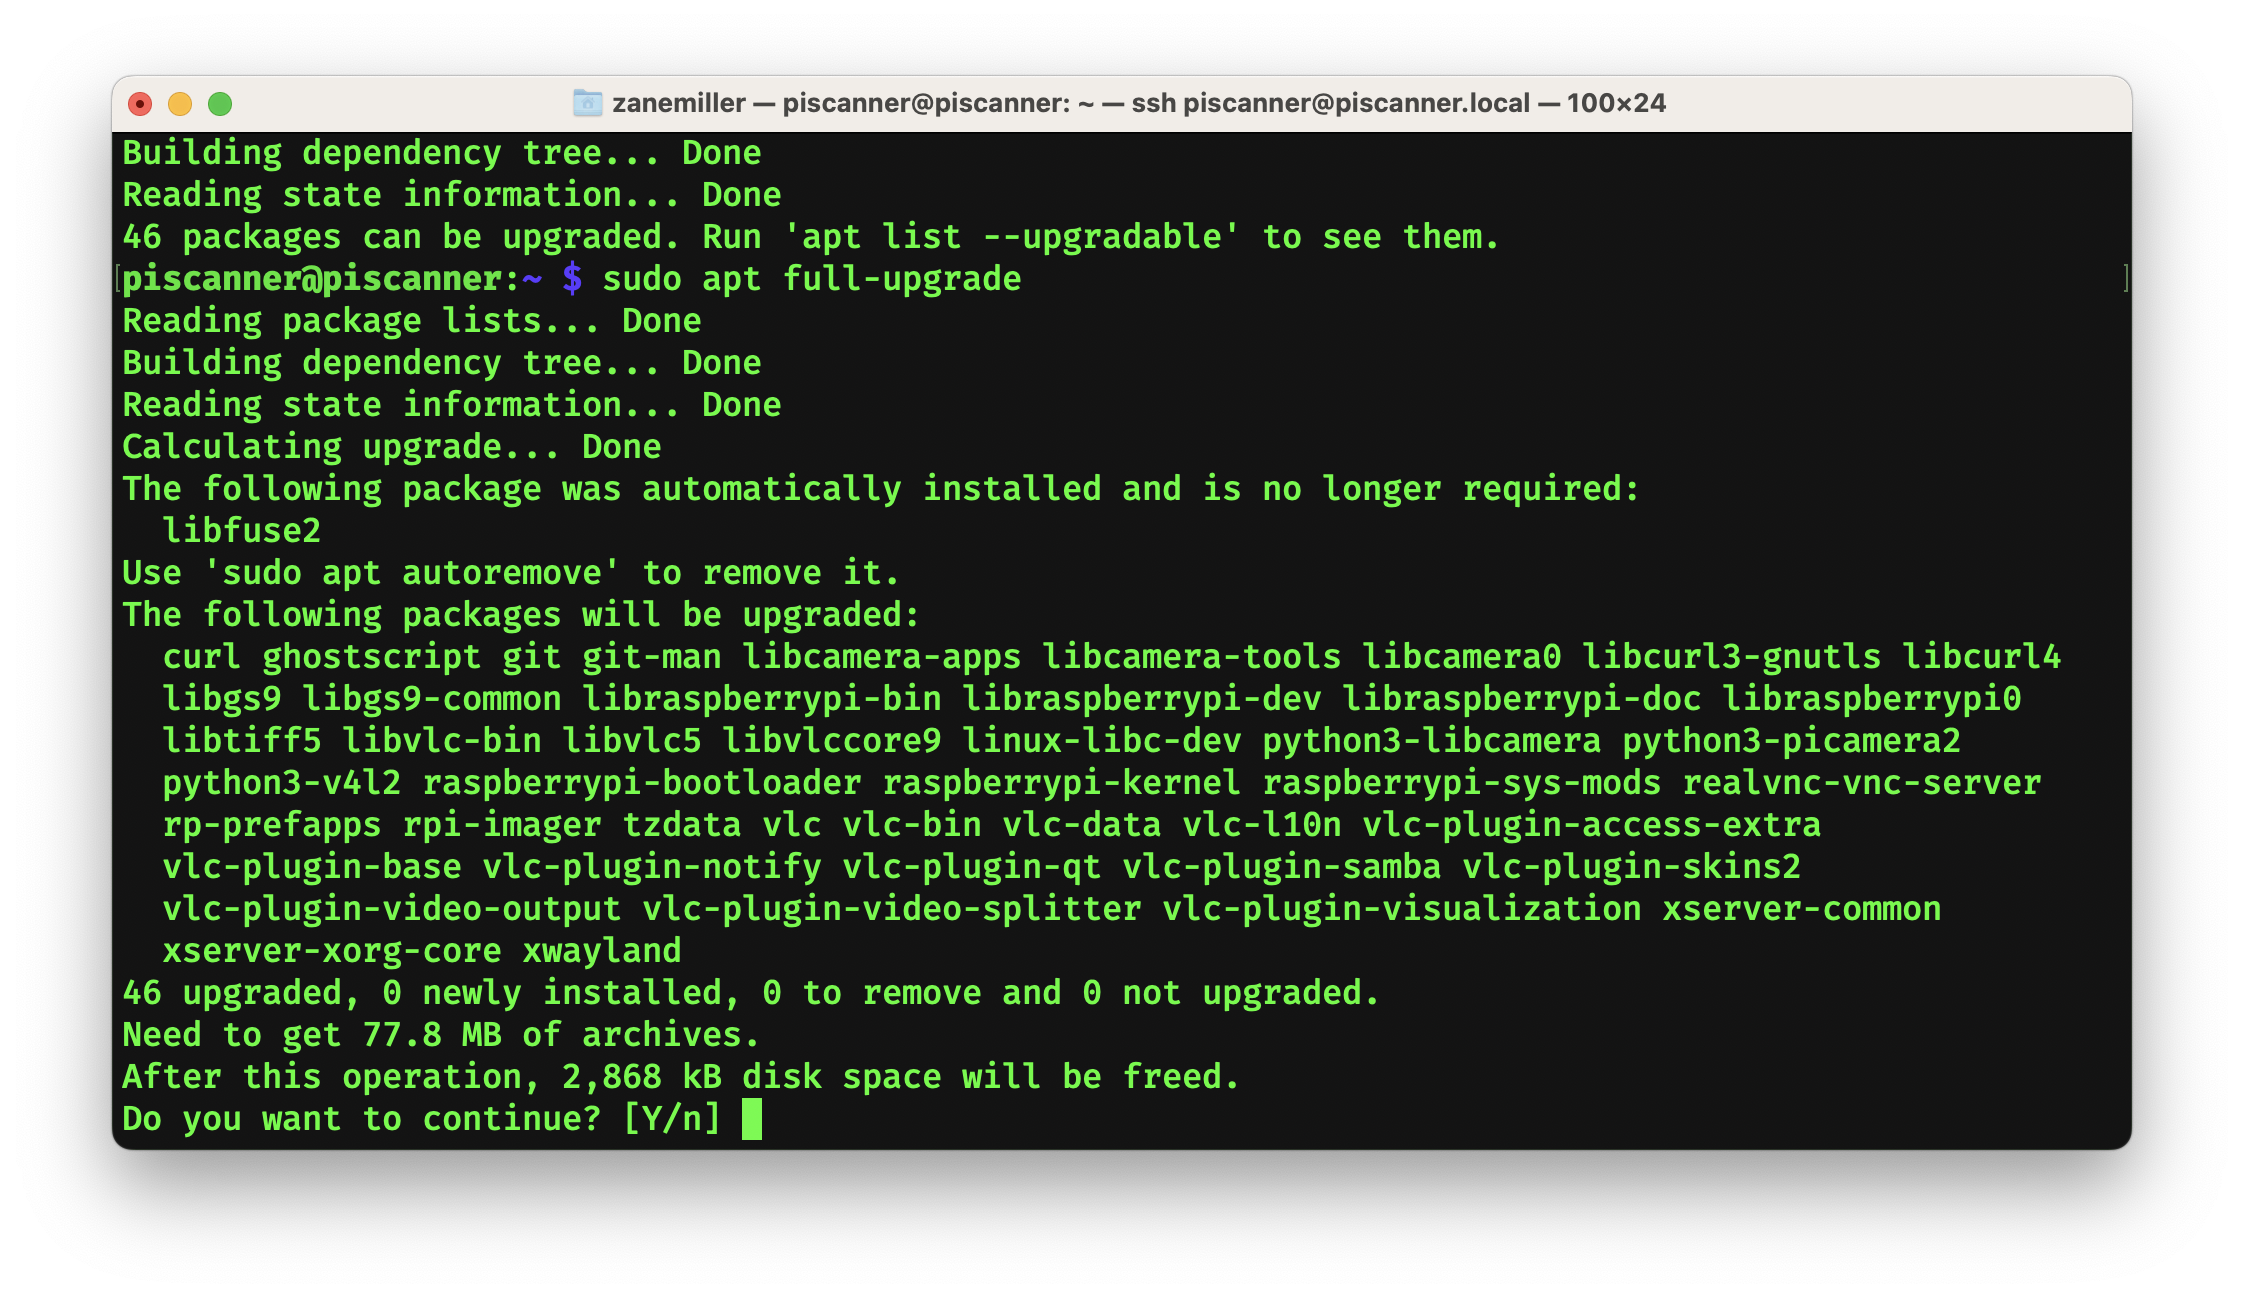 zanemiller — piscanner@piscanner: ~ — ssh piscanner@piscanner.local — 100×24
Building dependency tree... Done
Reading state information... Done
46 packages can be upgraded. Run 'apt list --upgradable' to see them.
[piscanner@piscanner:~ $ sudo apt full-upgrade ]
Reading package lists... Done
Building dependency tree... Done
Reading state information... Done
Calculating upgrade... Done
The following package was automatically installed and is no longer required:
  libfuse2
Use 'sudo apt autoremove' to remove it.
The following packages will be upgraded:
  curl ghostscript git git-man libcamera-apps libcamera-tools libcamera0 libcurl3-gnutls libcurl4
  libgs9 libgs9-common libraspberrypi-bin libraspberrypi-dev libraspberrypi-doc libraspberrypi0
  libtiff5 libvlc-bin libvlc5 libvlccore9 linux-libc-dev python3-libcamera python3-picamera2
  python3-v4l2 raspberrypi-bootloader raspberrypi-kernel raspberrypi-sys-mods realvnc-vnc-server
  rp-prefapps rpi-imager tzdata vlc vlc-bin vlc-data vlc-l10n vlc-plugin-access-extra
  vlc-plugin-base vlc-plugin-notify vlc-plugin-qt vlc-plugin-samba vlc-plugin-skins2
  vlc-plugin-video-output vlc-plugin-video-splitter vlc-plugin-visualization xserver-common
  xserver-xorg-core xwayland
46 upgraded, 0 newly installed, 0 to remove and 0 not upgraded.
Need to get 77.8 MB of archives.
After this operation, 2,868 kB disk space will be freed.
Do you want to continue? [Y/n]